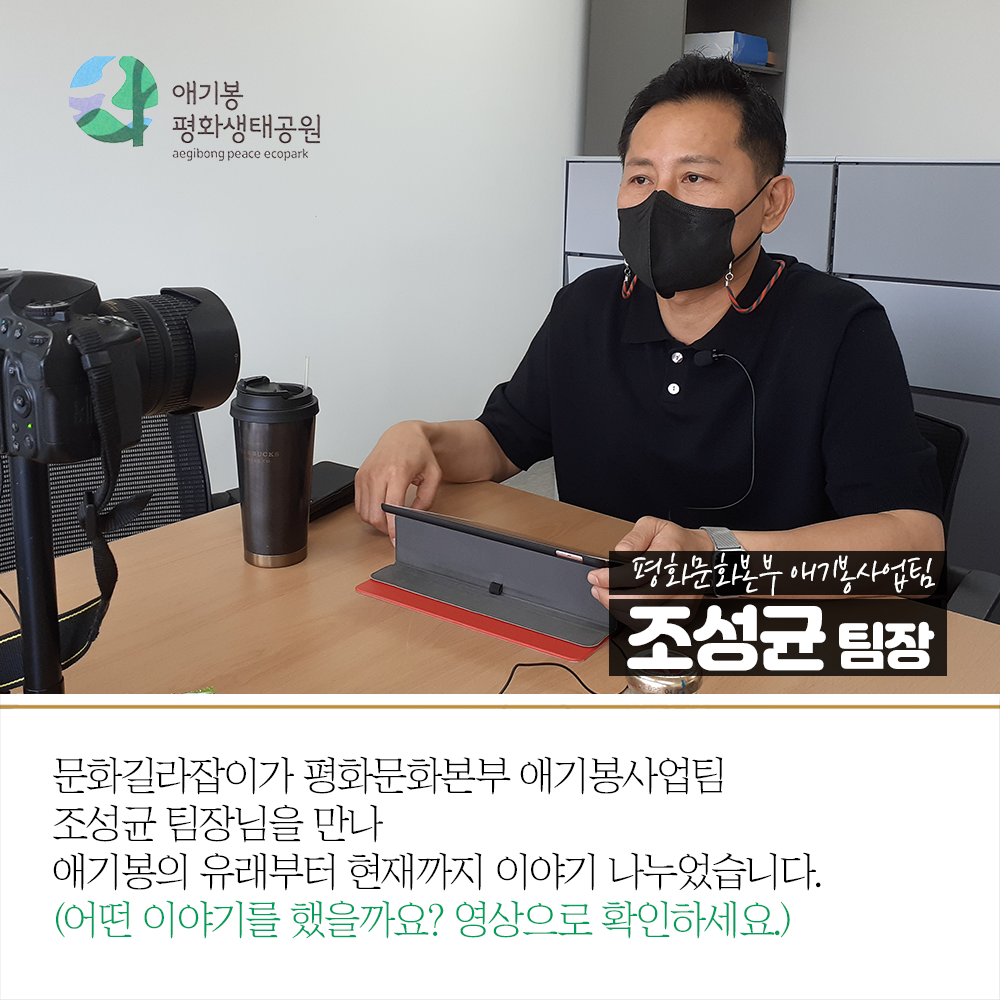 애기봉
평화생태공원
aegibong peace ecopark
평화문화본부 애기봉사업팀
조성균 팀장
문화길라잡이가 평화문화본부 애기봉사업팀
조성균 팀장님을 만나
애기봉의 유래부터 현재까지 이야기 나누었습니다.
(어떤 이야기를 했을까요? 영상으로 확인하세요.)